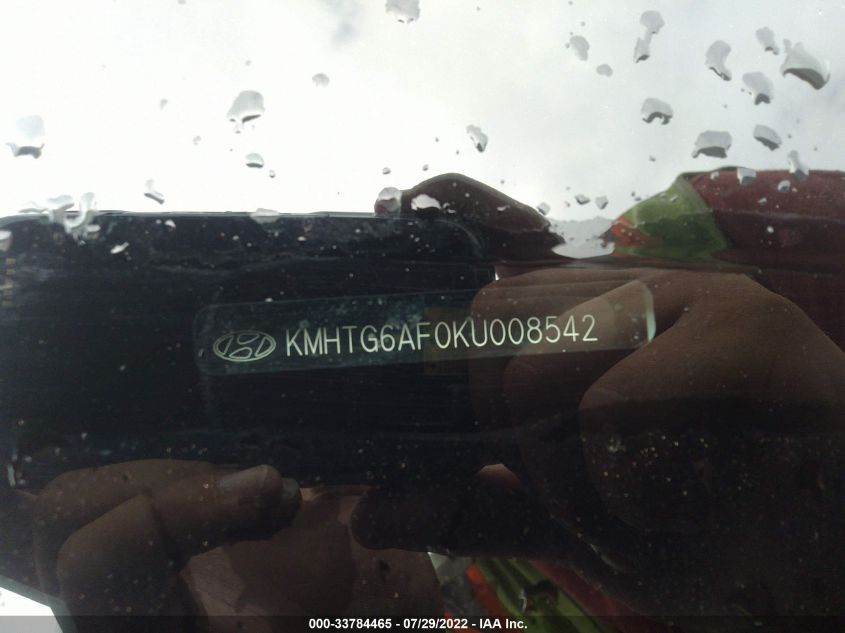 KMHTG6AF0KU008542
000-33784465 - 07/29/2022 - IAA Inc.